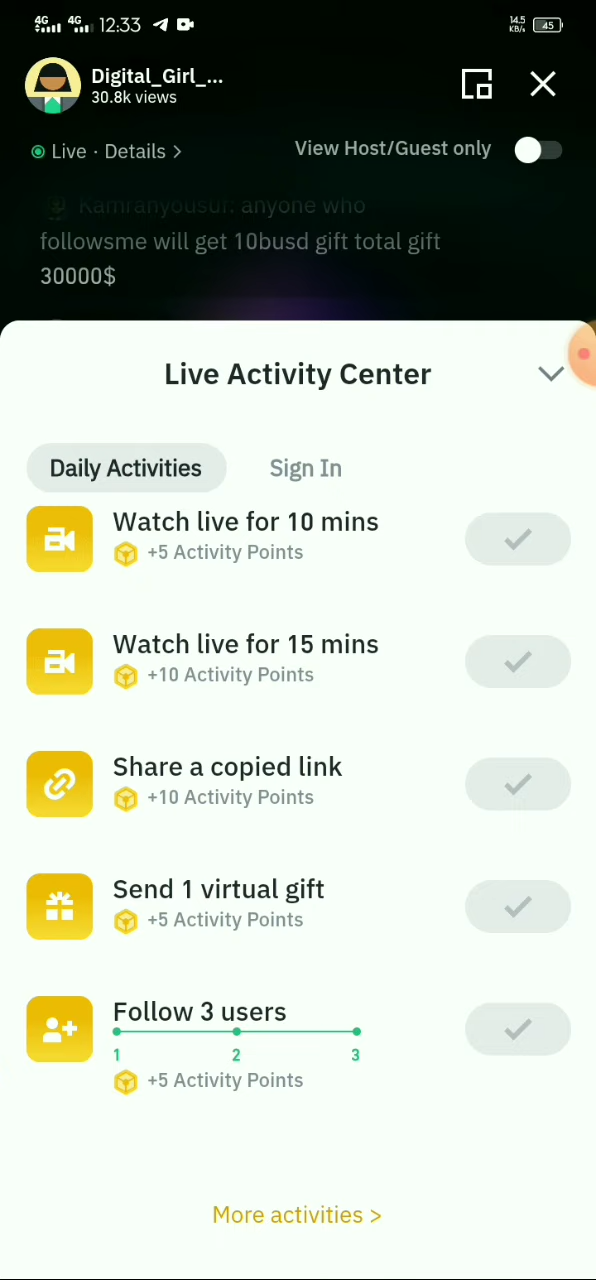 4G 4G 12:33 14.5 KB/s 45
Digital_Girl_...
30.8k views
Live · Details >
View Host/Guest only
Kamranyousuf: anyone who
followsme will get 10busd gift total gift
30000$
Live Activity Center
Daily Activities Sign In
Watch live for 10 mins
+5 Activity Points
Watch live for 15 mins
+10 Activity Points
Share a copied link
+10 Activity Points
Send 1 virtual gift
+5 Activity Points
Follow 3 users
1 2 3
+5 Activity Points
More activities >